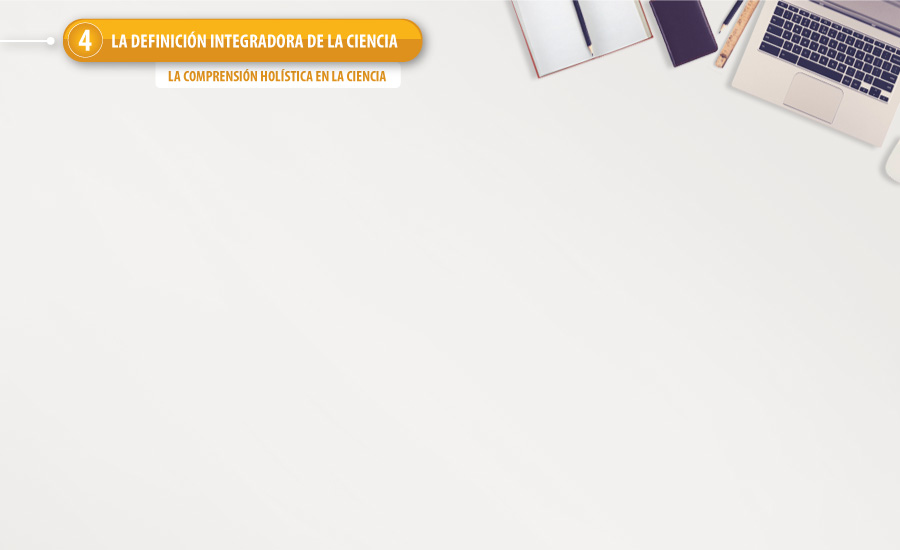 4 LA DEFINICIÓN INTEGRADORA DE LA CIENCIA
LA COMPRENSIÓN HOLÍSTICA EN LA CIENCIA